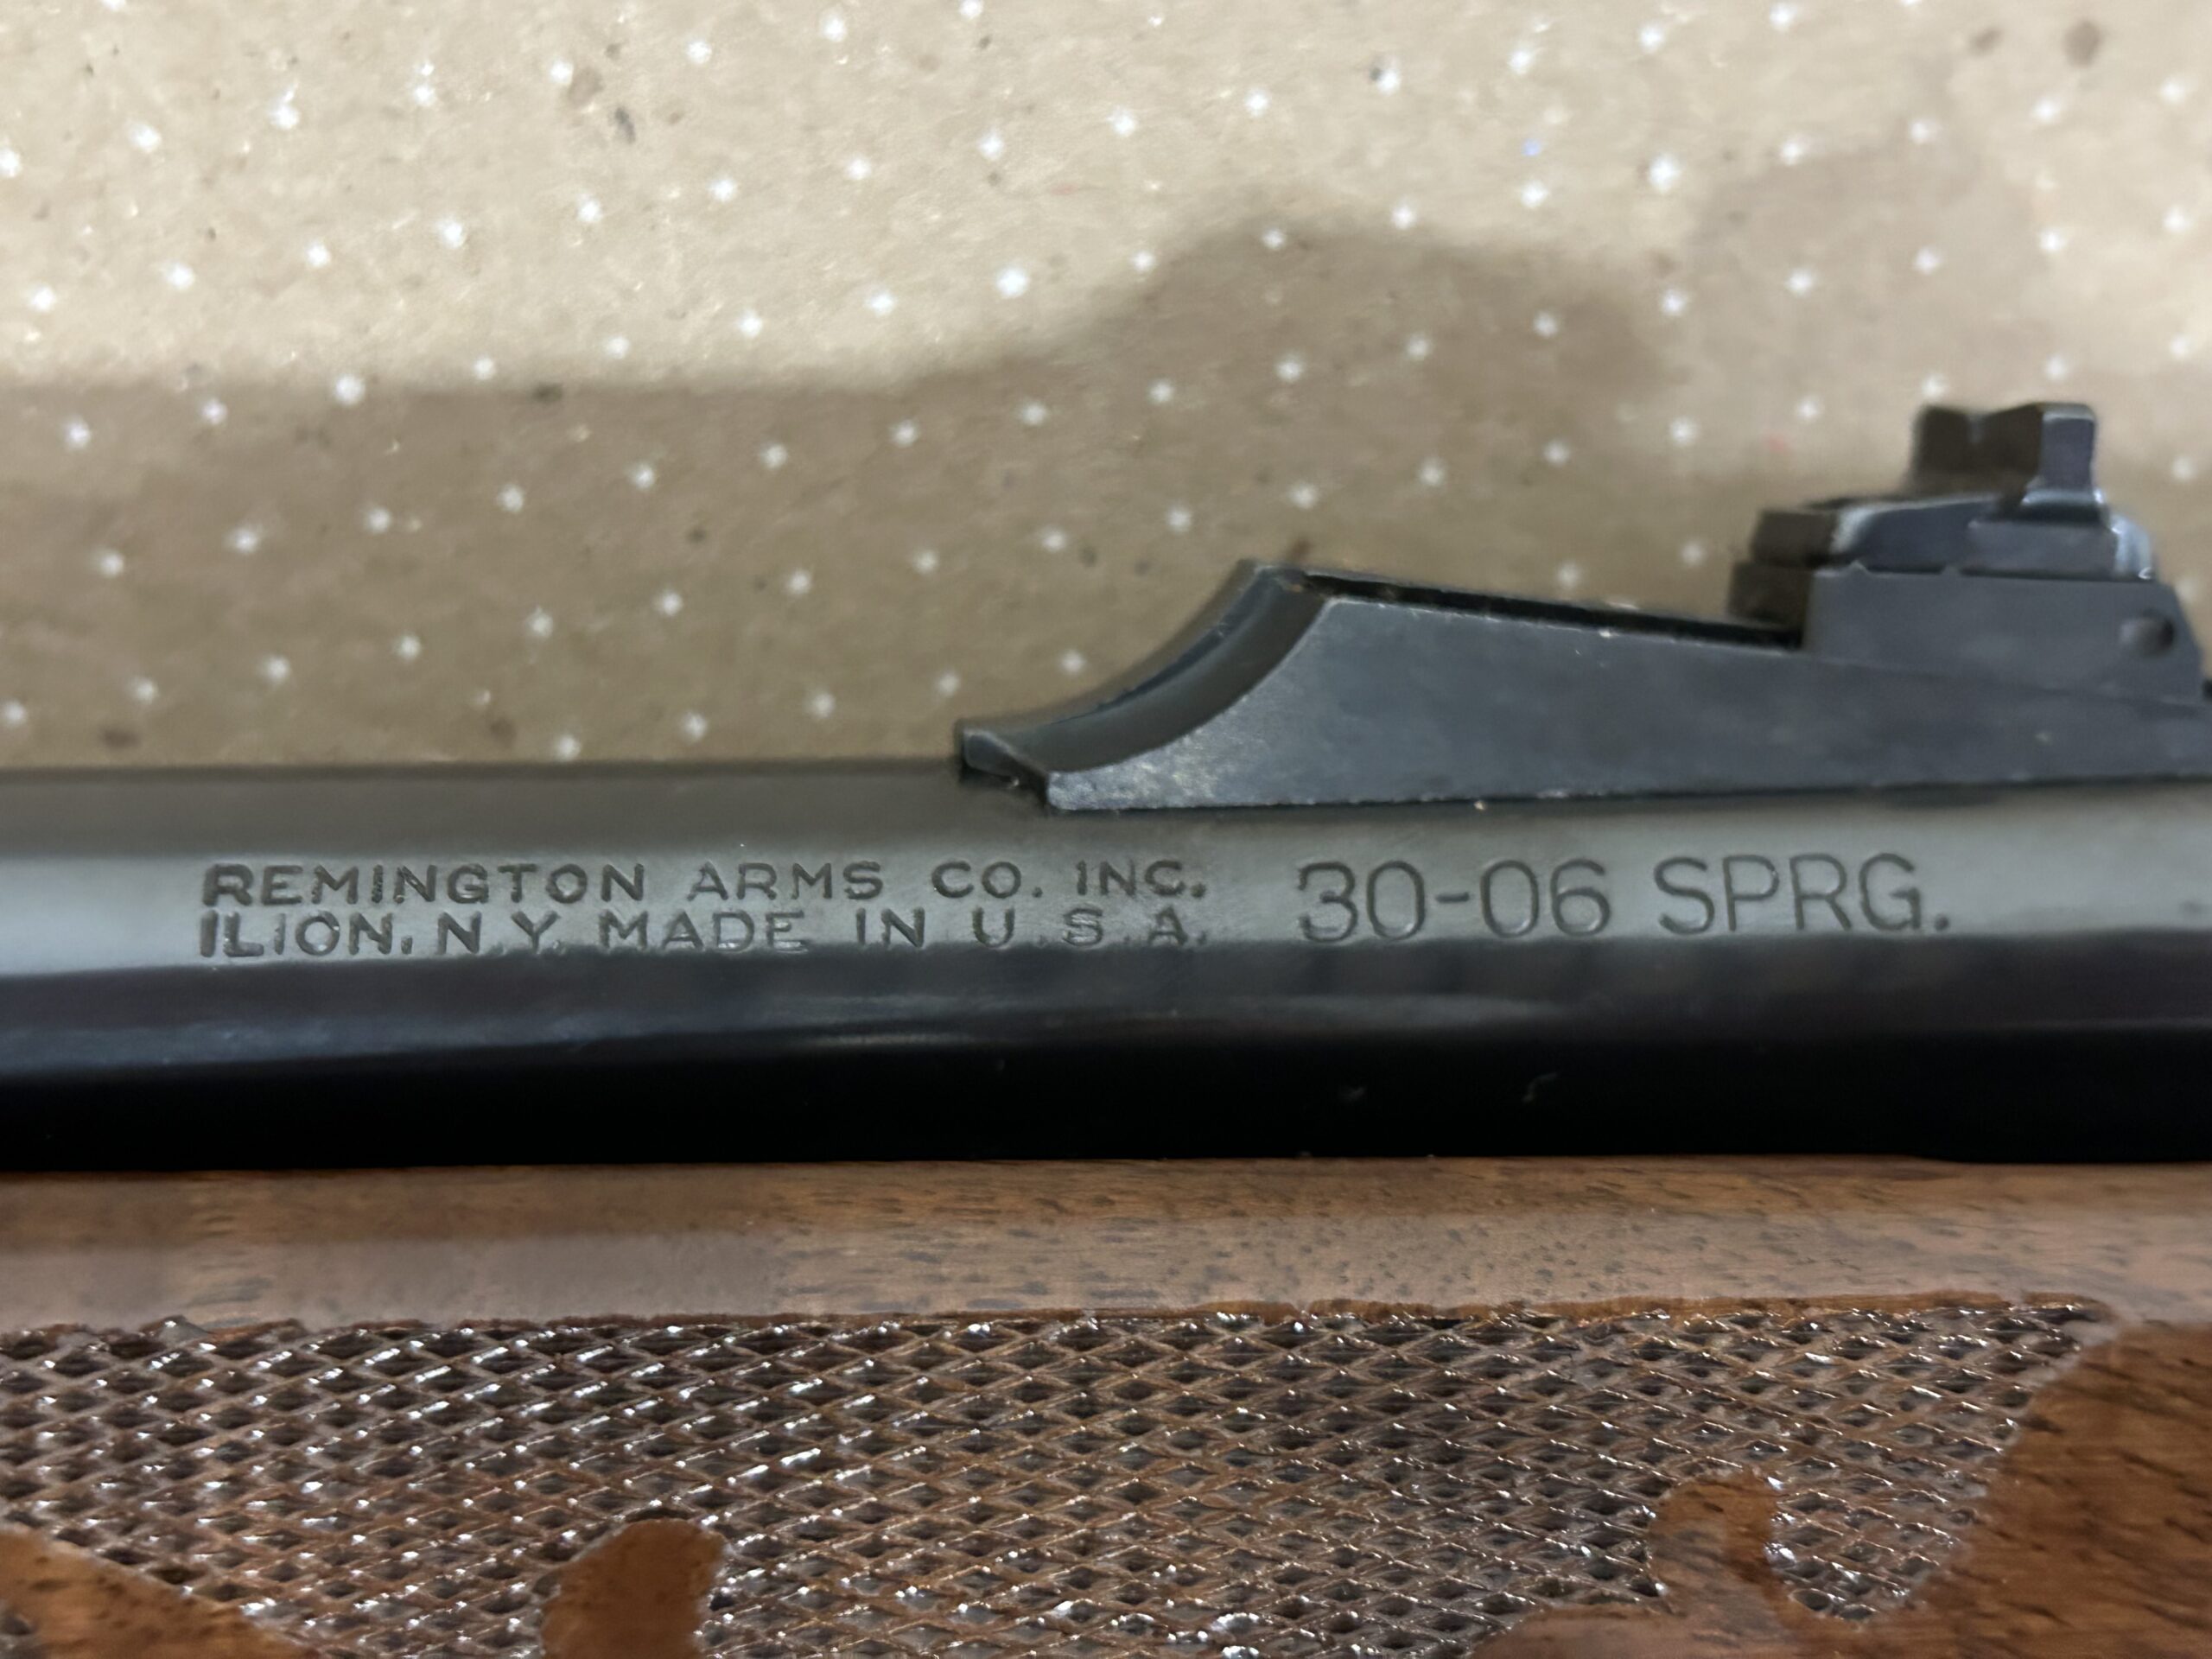 REMINGTON ARMS CO. INC.
ILION, N.Y. MADE IN U.S.A.
30-06 SPRG.